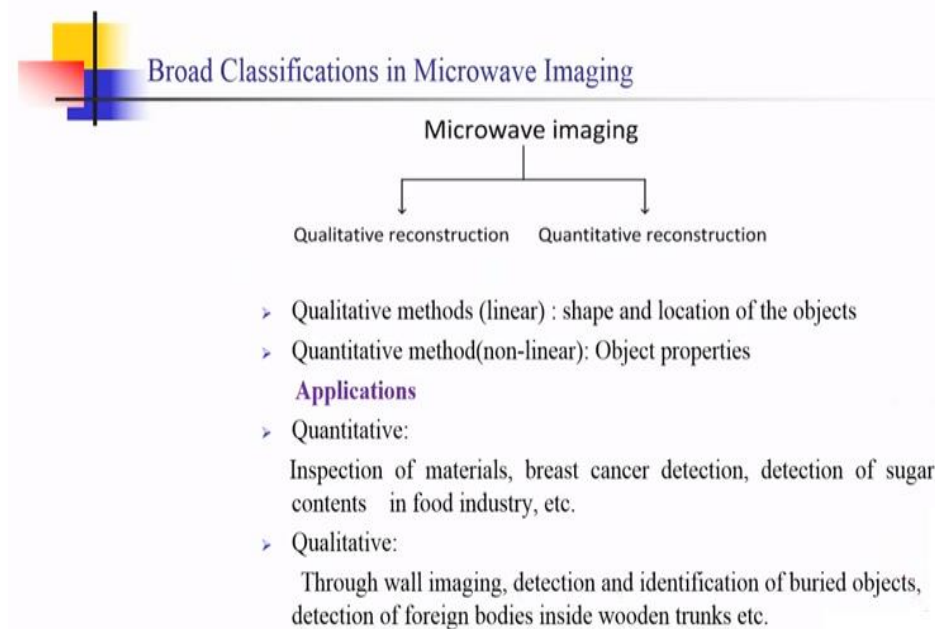 Broad Classifications in Microwave Imaging
Microwave imaging
Qualitative reconstruction Quantitative reconstruction
➢ Qualitative methods (linear) : shape and location of the objects
➢ Quantitative method(non-linear): Object properties
Applications
➢ Quantitative:
Inspection of materials, breast cancer detection, detection of sugar
contents in food industry, etc.
➢ Qualitative:
Through wall imaging, detection and identification of buried objects,
detection of foreign bodies inside wooden trunks etc.